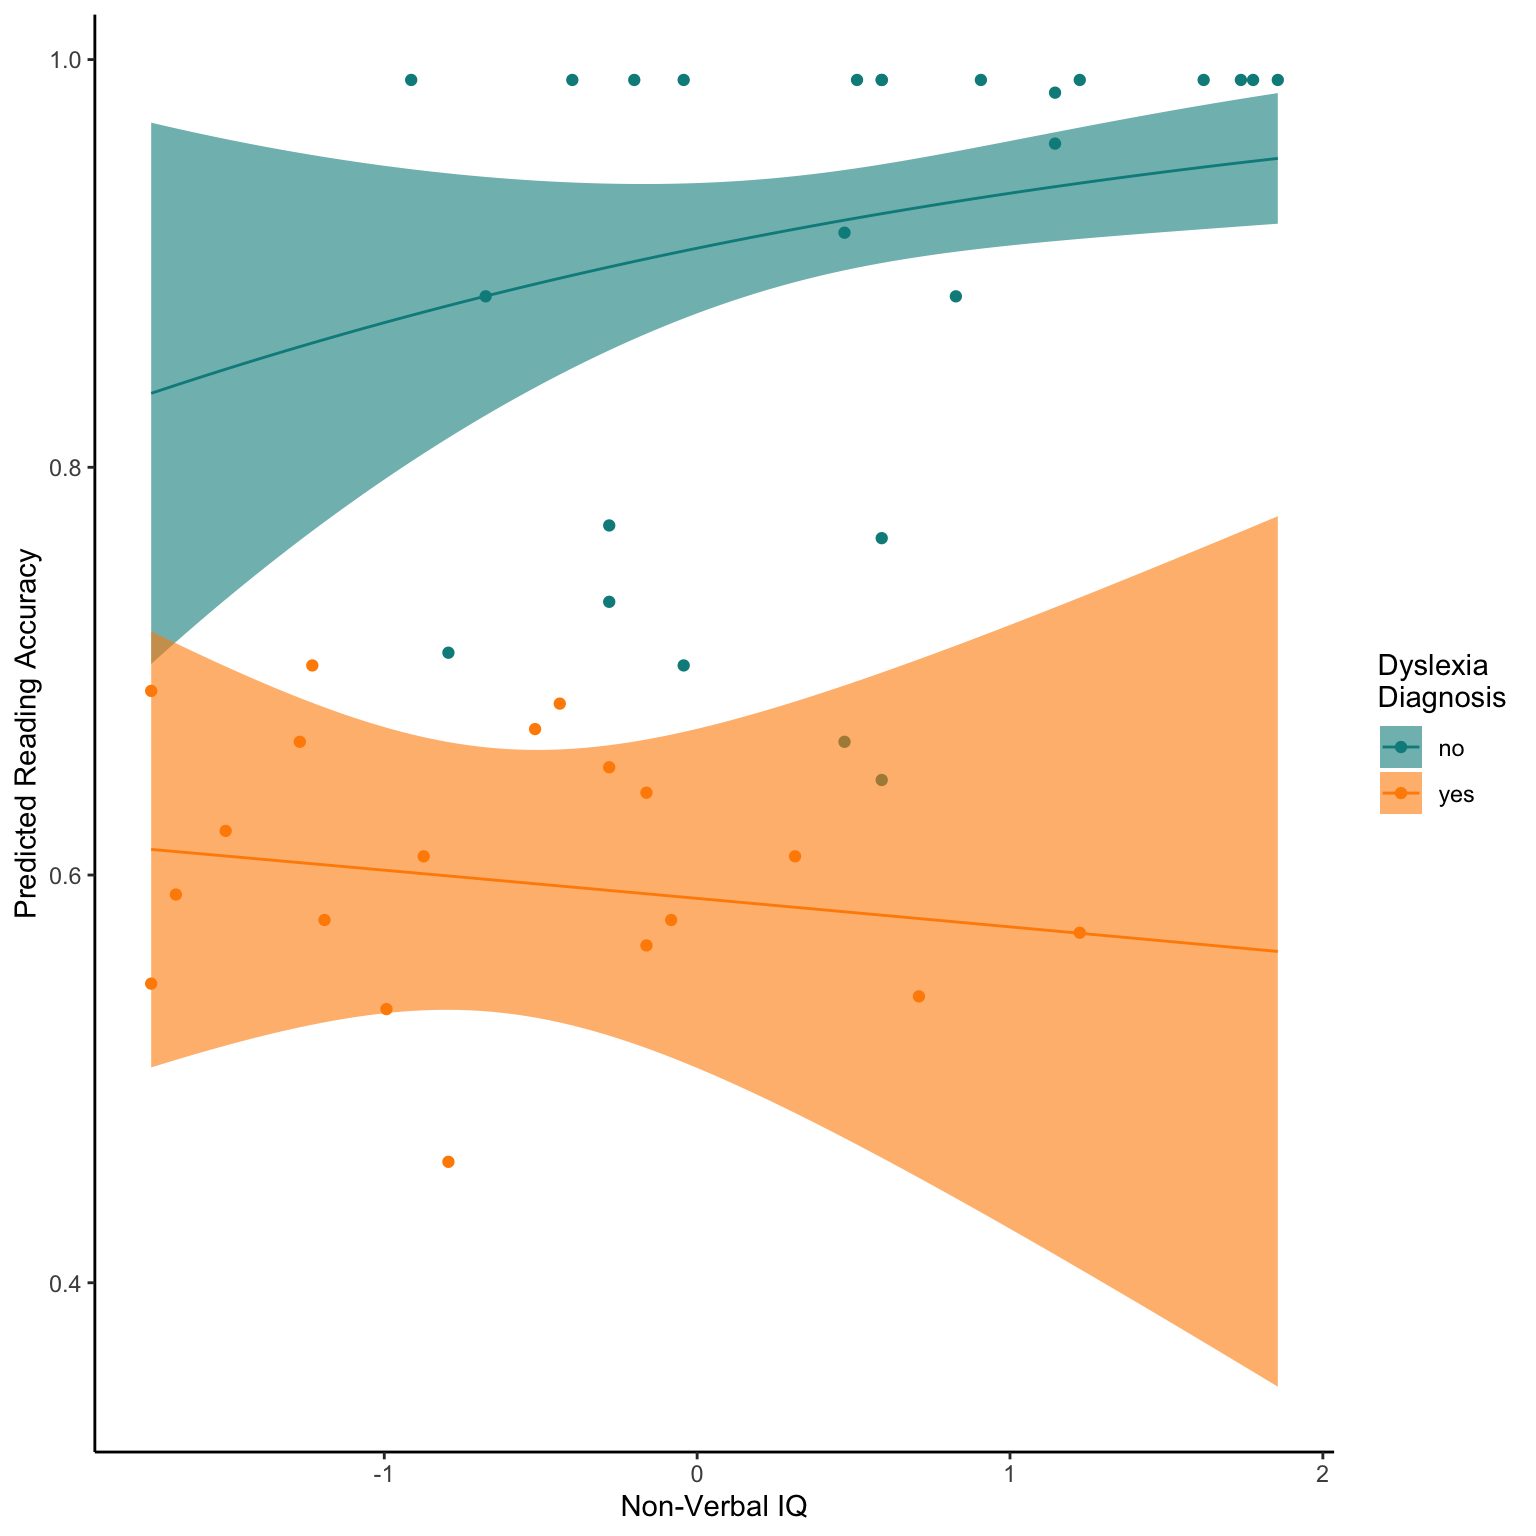 1.0
0.8
0.6
0.4
Predicted Reading Accuracy
-1
0
1
2
Non-Verbal IQ
Dyslexia
Diagnosis
no
yes